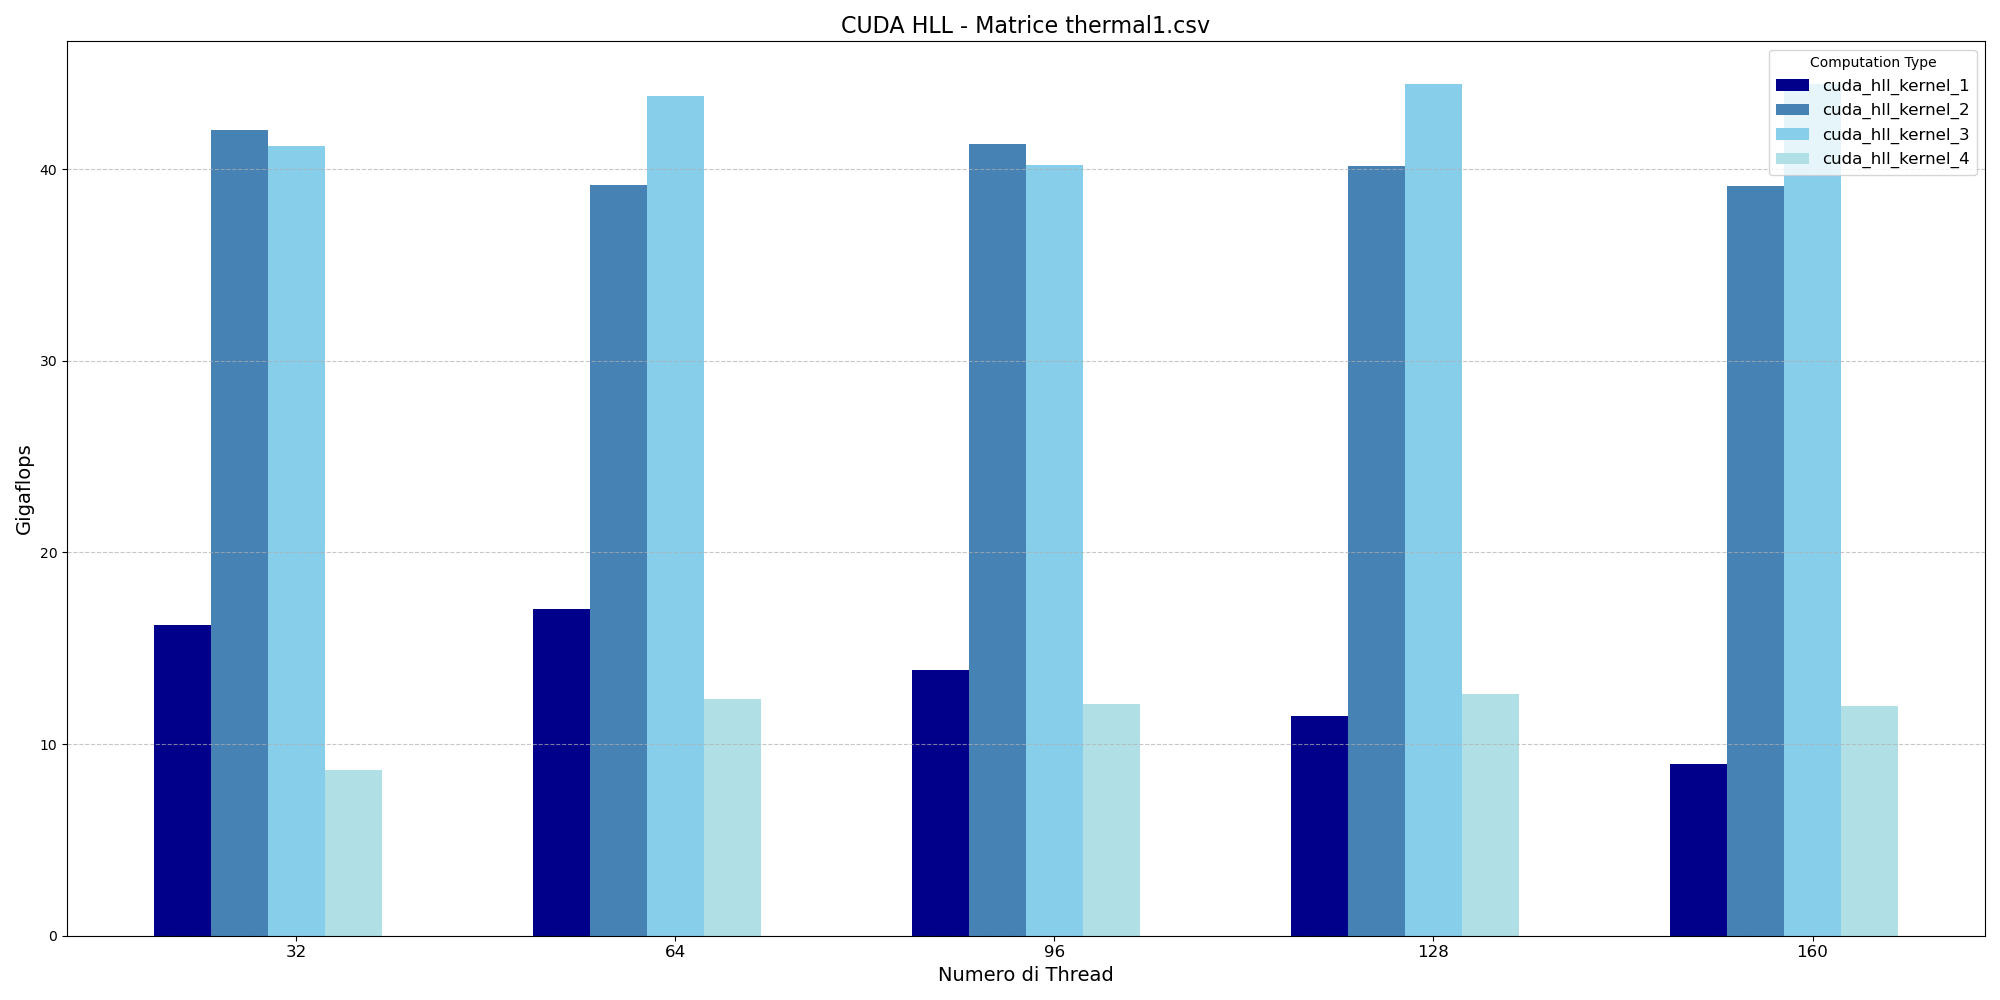 CUDA HLL - Matrice thermal1.csv
Computation Type
cuda_hll_kernel_1
cuda_hll_kernel_2
cuda_hll_kernel_3
cuda_hll_kernel_4
Gigaflops
40
30
20
10
0
32 64 96 128 160
Numero di Thread